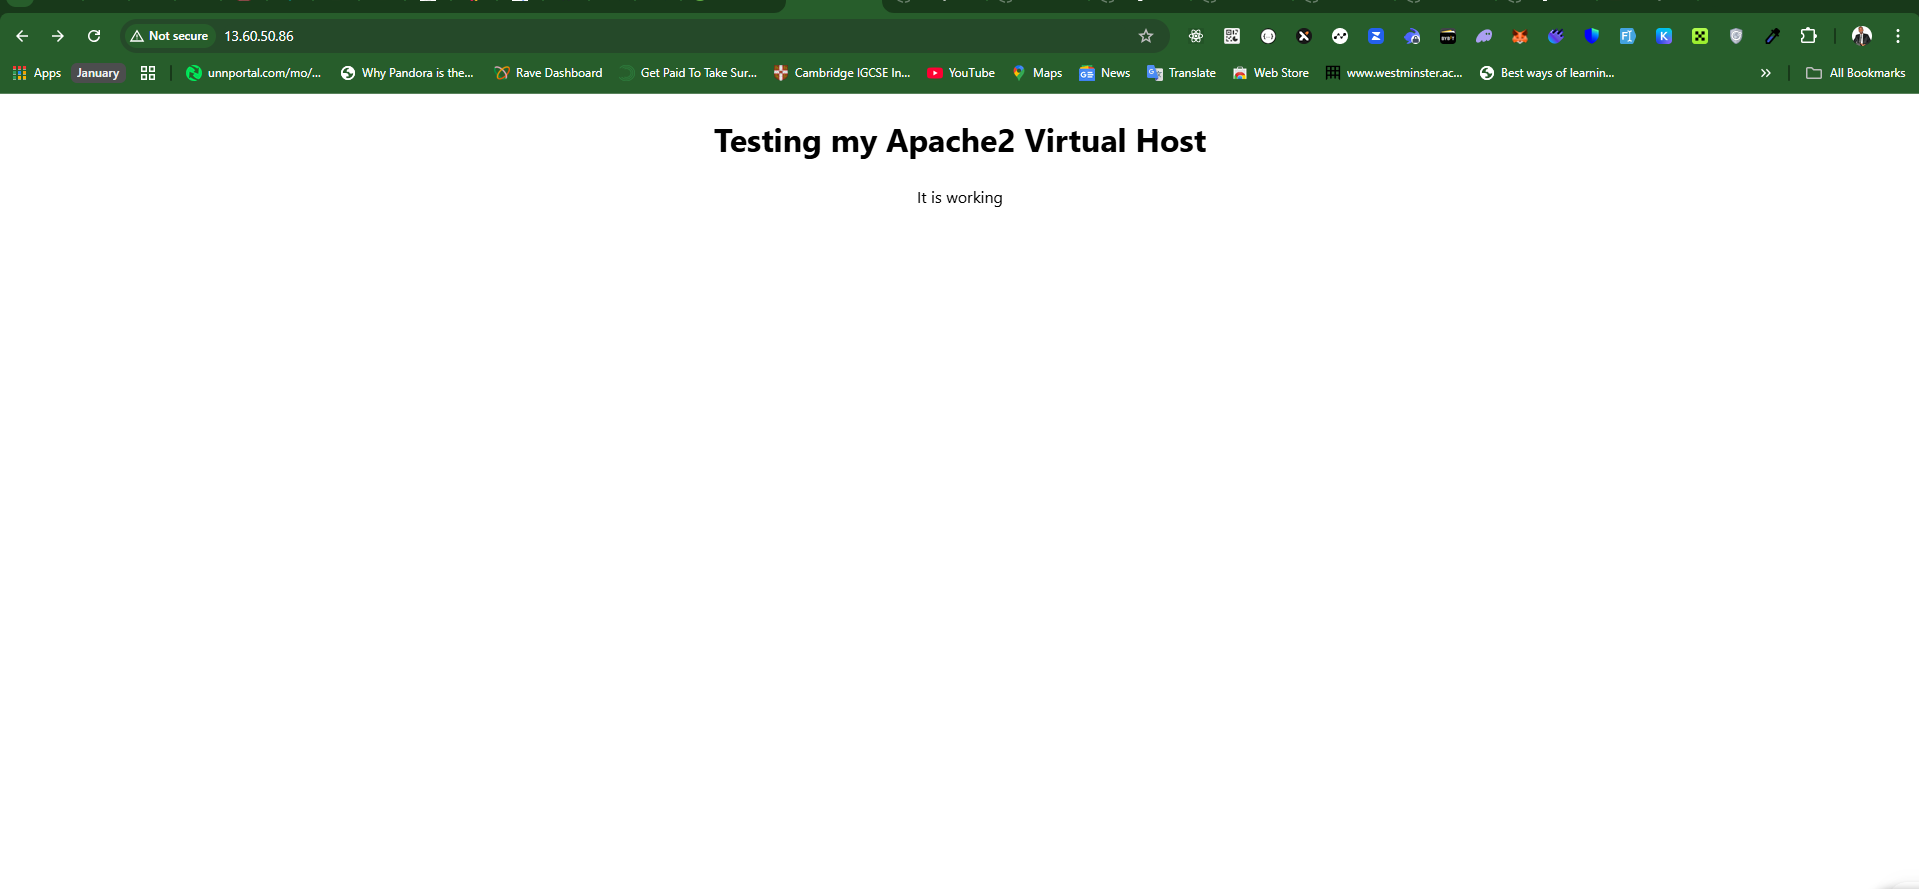 Not secure 13.60.50.86
Apps January unnportal.com/mo/... Why Pandora is the... Rave Dashboard Get Paid To Take Sur... Cambridge IGCSE In... YouTube Maps News Translate Web Store www.westminster.ac... Best ways of learnin... All Bookmarks
Testing my Apache2 Virtual Host
It is working